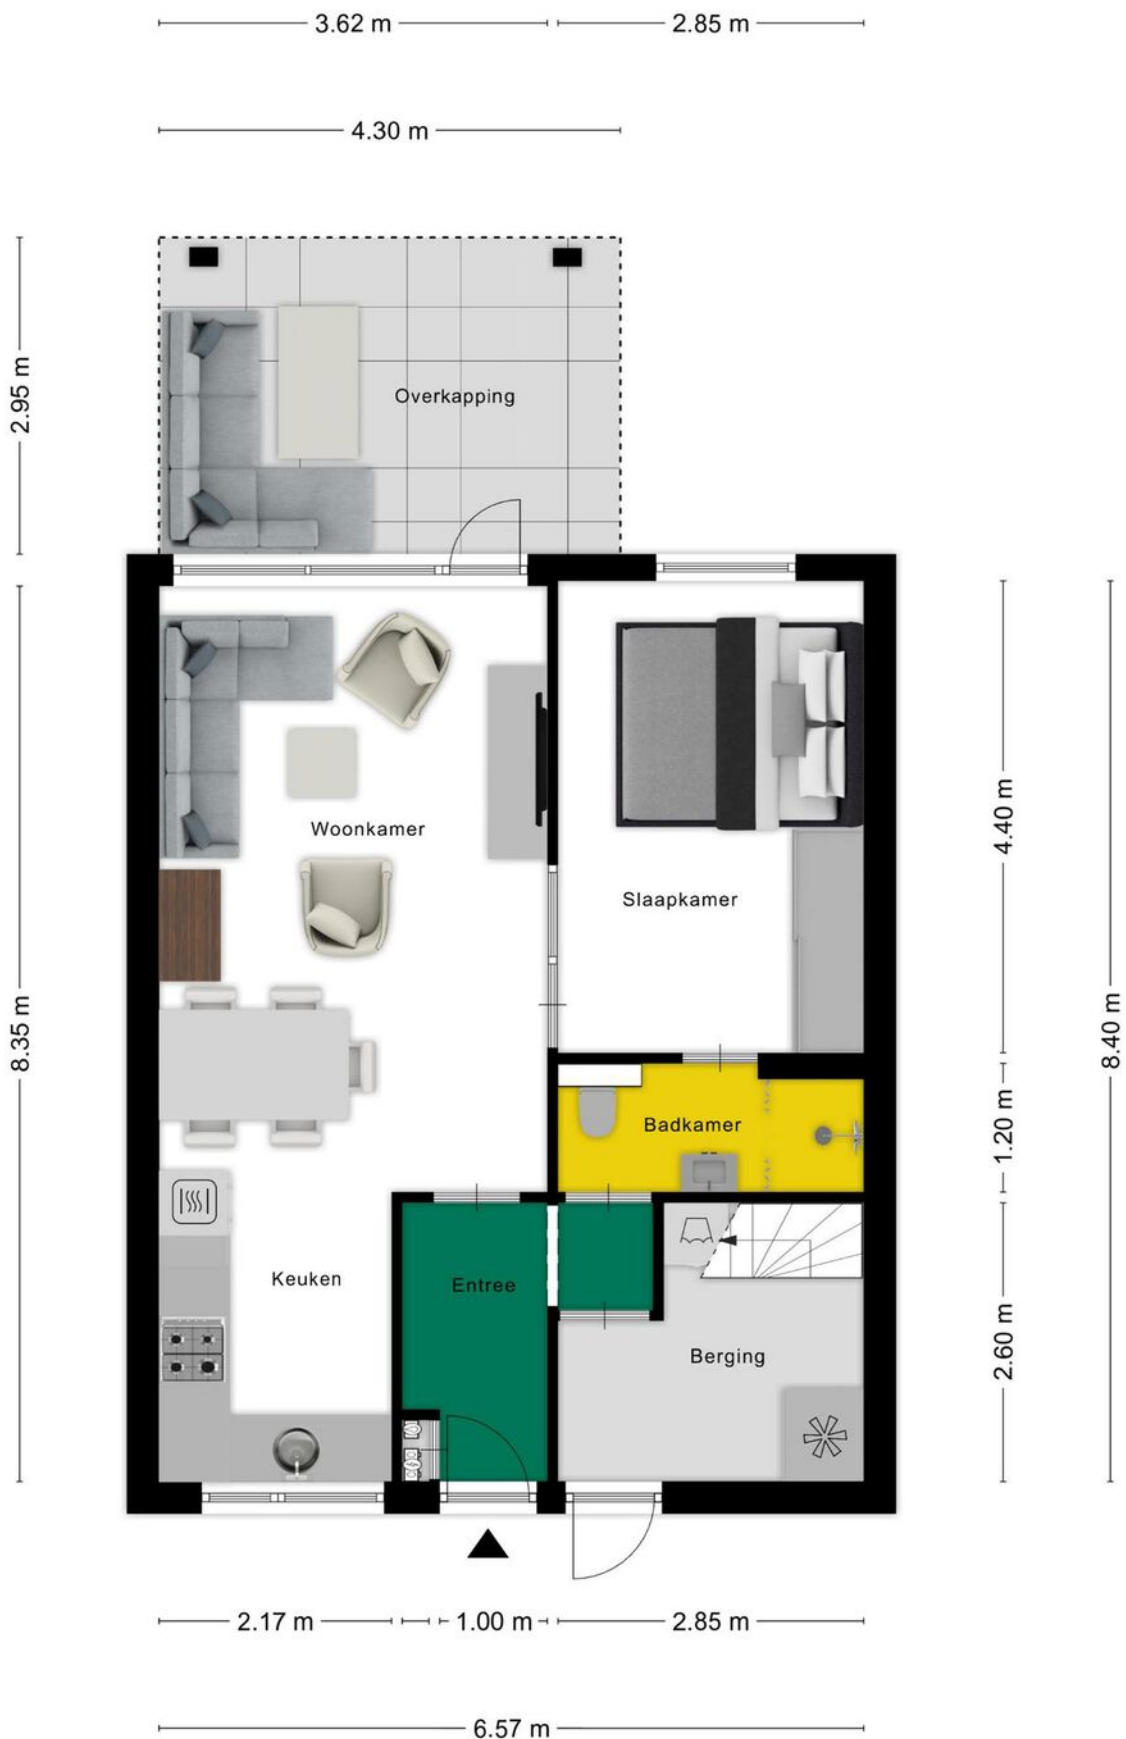 3.62 m
2.85 m
4.30 m
2.95 m
Overkapping
4.40 m
Woonkamer
Slaapkamer
8.35 m
8.40 m
1.20 m
Badkamer
Keuken
Entree
2.60 m
Berging
2.17 m
1.00 m
2.85 m
6.57 m